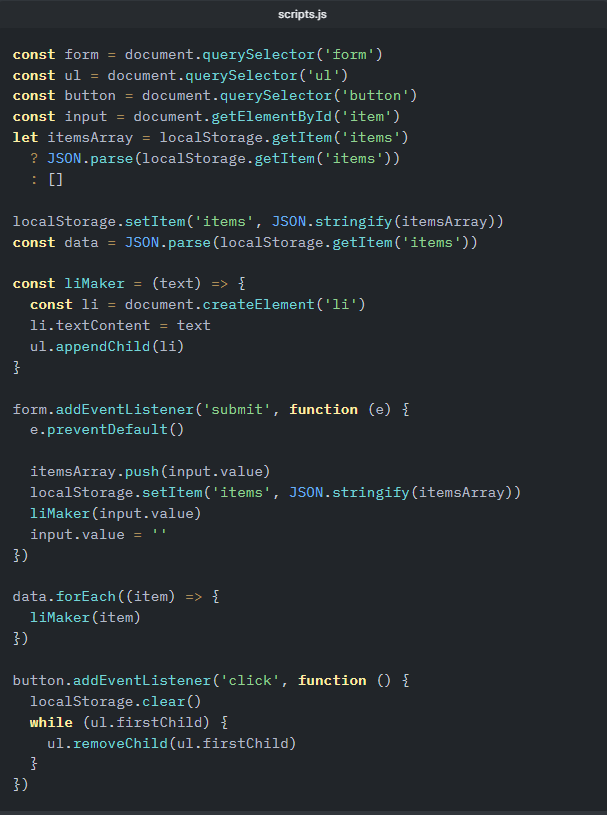 scripts.js
const form = document.querySelector('form')
const ul = document.querySelector('ul')
const button = document.querySelector('button')
const input = document.getElementById('item')
let itemsArray = localStorage.getItem('items')
  ? JSON.parse(localStorage.getItem('items'))
  : []

localStorage.setItem('items', JSON.stringify(itemsArray))
const data = JSON.parse(localStorage.getItem('items'))

const liMaker = (text) => {
  const li = document.createElement('li')
  li.textContent = text
  ul.appendChild(li)
}

form.addEventListener('submit', function (e) {
  e.preventDefault()

  itemsArray.push(input.value)
  localStorage.setItem('items', JSON.stringify(itemsArray))
  liMaker(input.value)
  input.value = ''
})

data.forEach((item) => {
  liMaker(item)
})

button.addEventListener('click', function () {
  localStorage.clear()
  while (ul.firstChild) {
    ul.removeChild(ul.firstChild)
  }
})